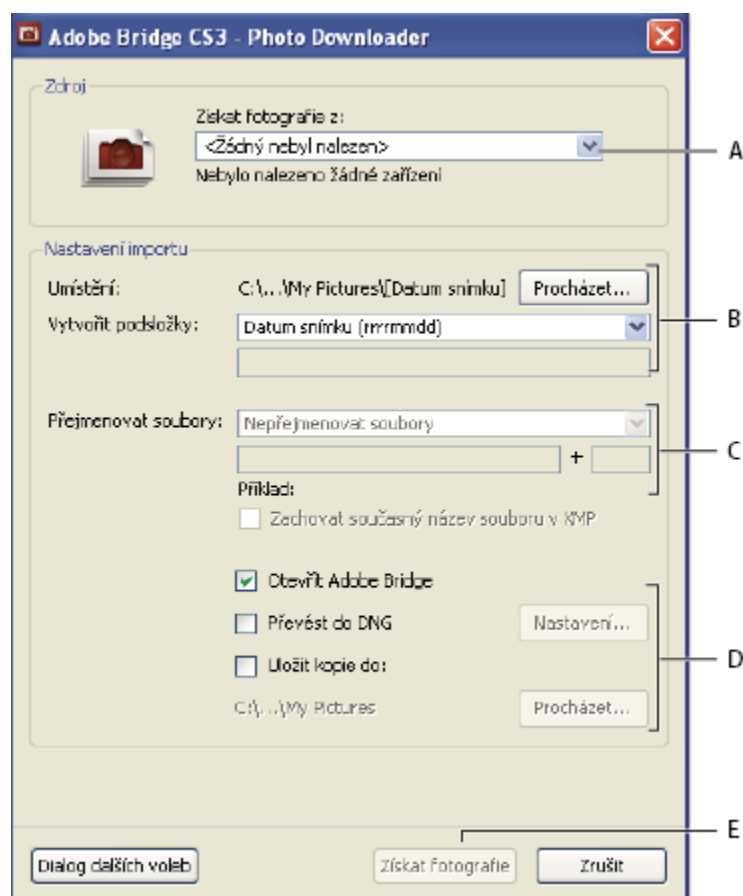 Adobe Bridge CS3 - Photo Downloader
Zdroj
Získat fotografie z:
<Žádný nebyl nalezen>
A
Nebylo nalezeno žádné zařízení
Nastavení importu
Umístění: C:\...\My Pictures\[Datum snímku] Procházet...
B
Vytvořit podsložky: Datum snímku (rrrrmmdd)
Přejmenovat soubory: Nepřejmenovat soubory
C
+
Příklad:
Zachovat současný název souboru v XMP
Otevřít Adobe Bridge
Převést do DNG Nastavení...
D
Uložit kopie do:
C:\...\My Pictures Procházet...
E
Dialog dalších voleb Získat fotografie Zrušit